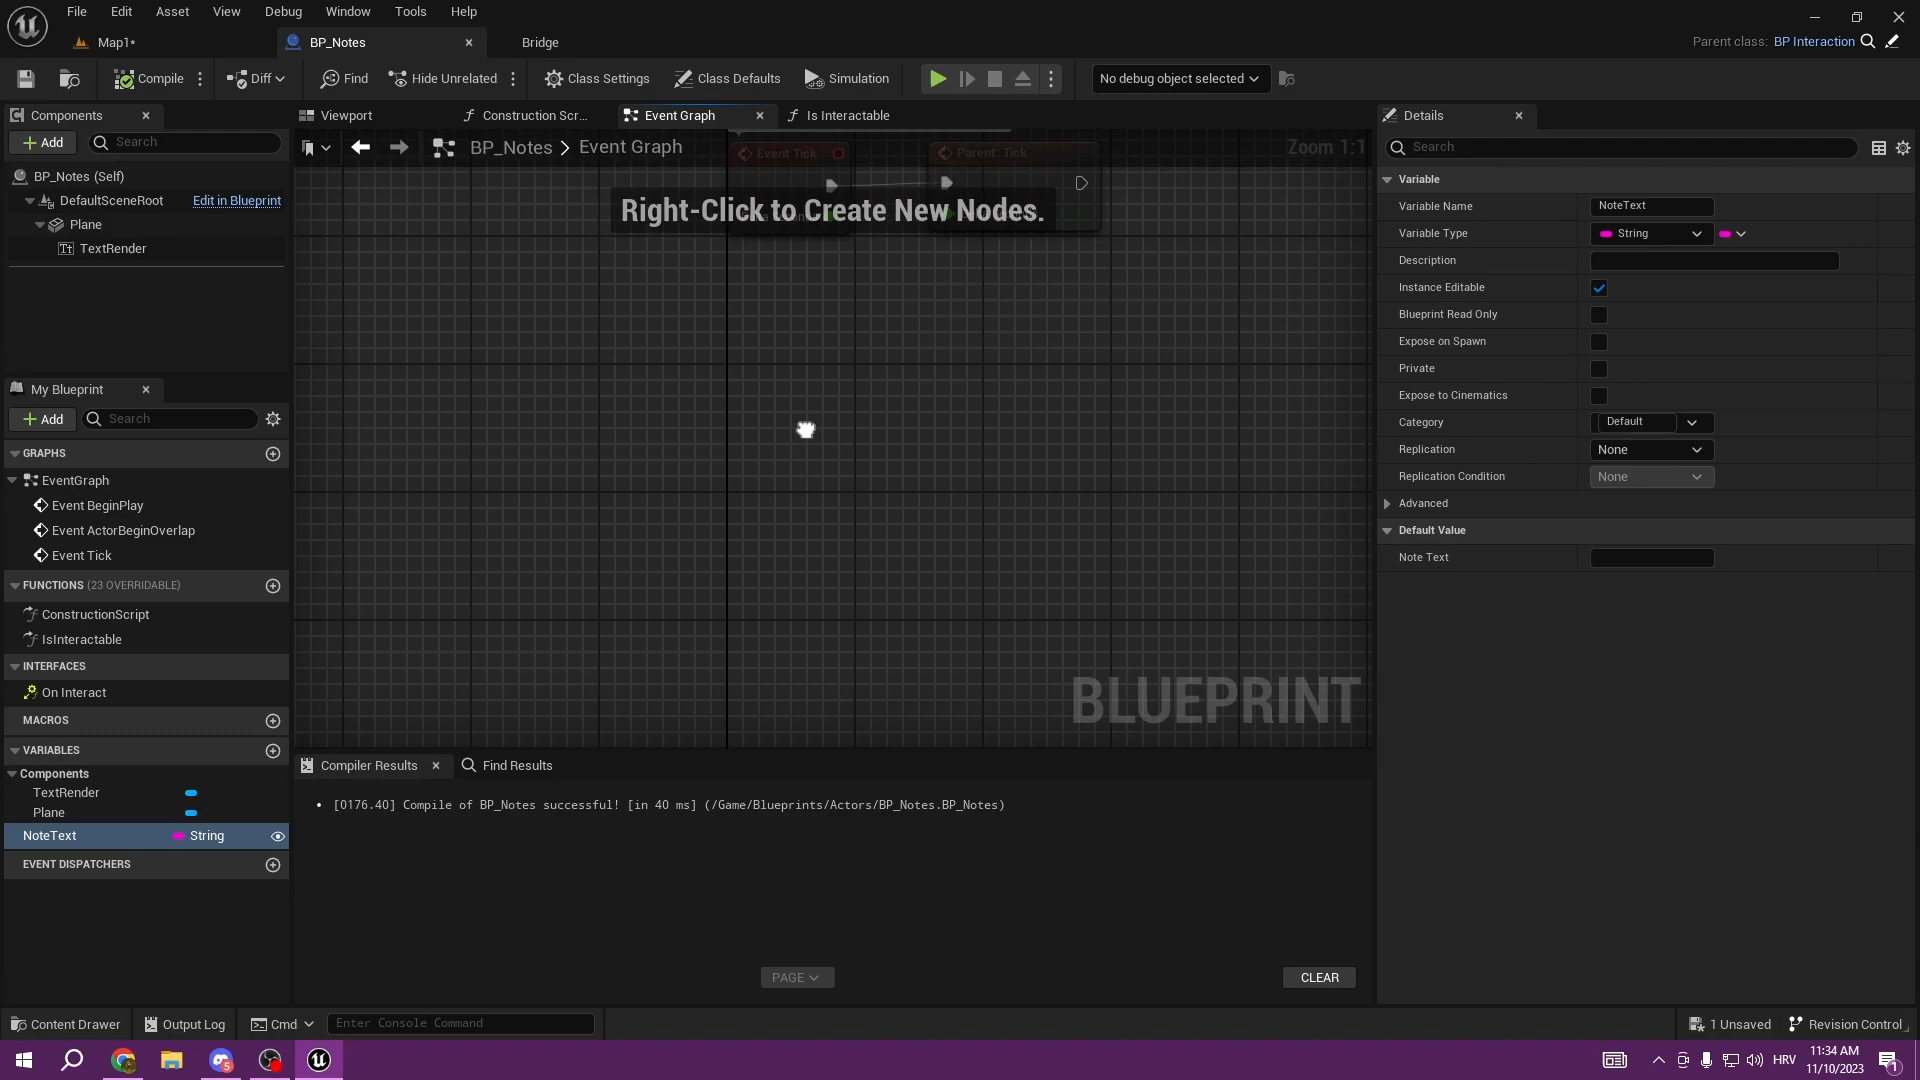 File Edit Asset View Debug Window Tools Help
Map1* BP_Notes Bridge Parent class: BP Interaction
Compile Diff Find Hide Unrelated Class Settings Class Defaults Simulation No debug object selected
Components
Add Search
BP_Notes (Self)
DefaultSceneRoot Edit in Blueprint
Plane
TextRender
My Blueprint
Add Search
GRAPHS
EventGraph
Event BeginPlay
Event ActorBeginOverlap
Event Tick
FUNCTIONS (23 OVERRIDABLE)
ConstructionScript
IsInteractable
INTERFACES
On Interact
MACROS
VARIABLES
Components
TextRender
Plane
NoteText String
EVENT DISPATCHERS
Viewport Construction Scr... Event Graph Is Interactable
BP_Notes > Event Graph Zoom 1:1
Event Tick Parent: Tick
Right-Click to Create New Nodes.
BLUEPRINT
Compiler Results Find Results
• [0176.40] Compile of BP_Notes successful! [in 40 ms] (/Game/Blueprints/Actors/BP_Notes.BP_Notes)
PAGE CLEAR
Details
Search
Variable
Variable Name NoteText
Variable Type String
Description
Instance Editable
Blueprint Read Only
Expose on Spawn
Private
Expose to Cinematics
Category Default
Replication None
Replication Condition None
Advanced
Default Value
Note Text
Content Drawer Output Log Cmd Enter Console Command 1 Unsaved Revision Control
5 HRV 11:34 AM
11/10/2023 1